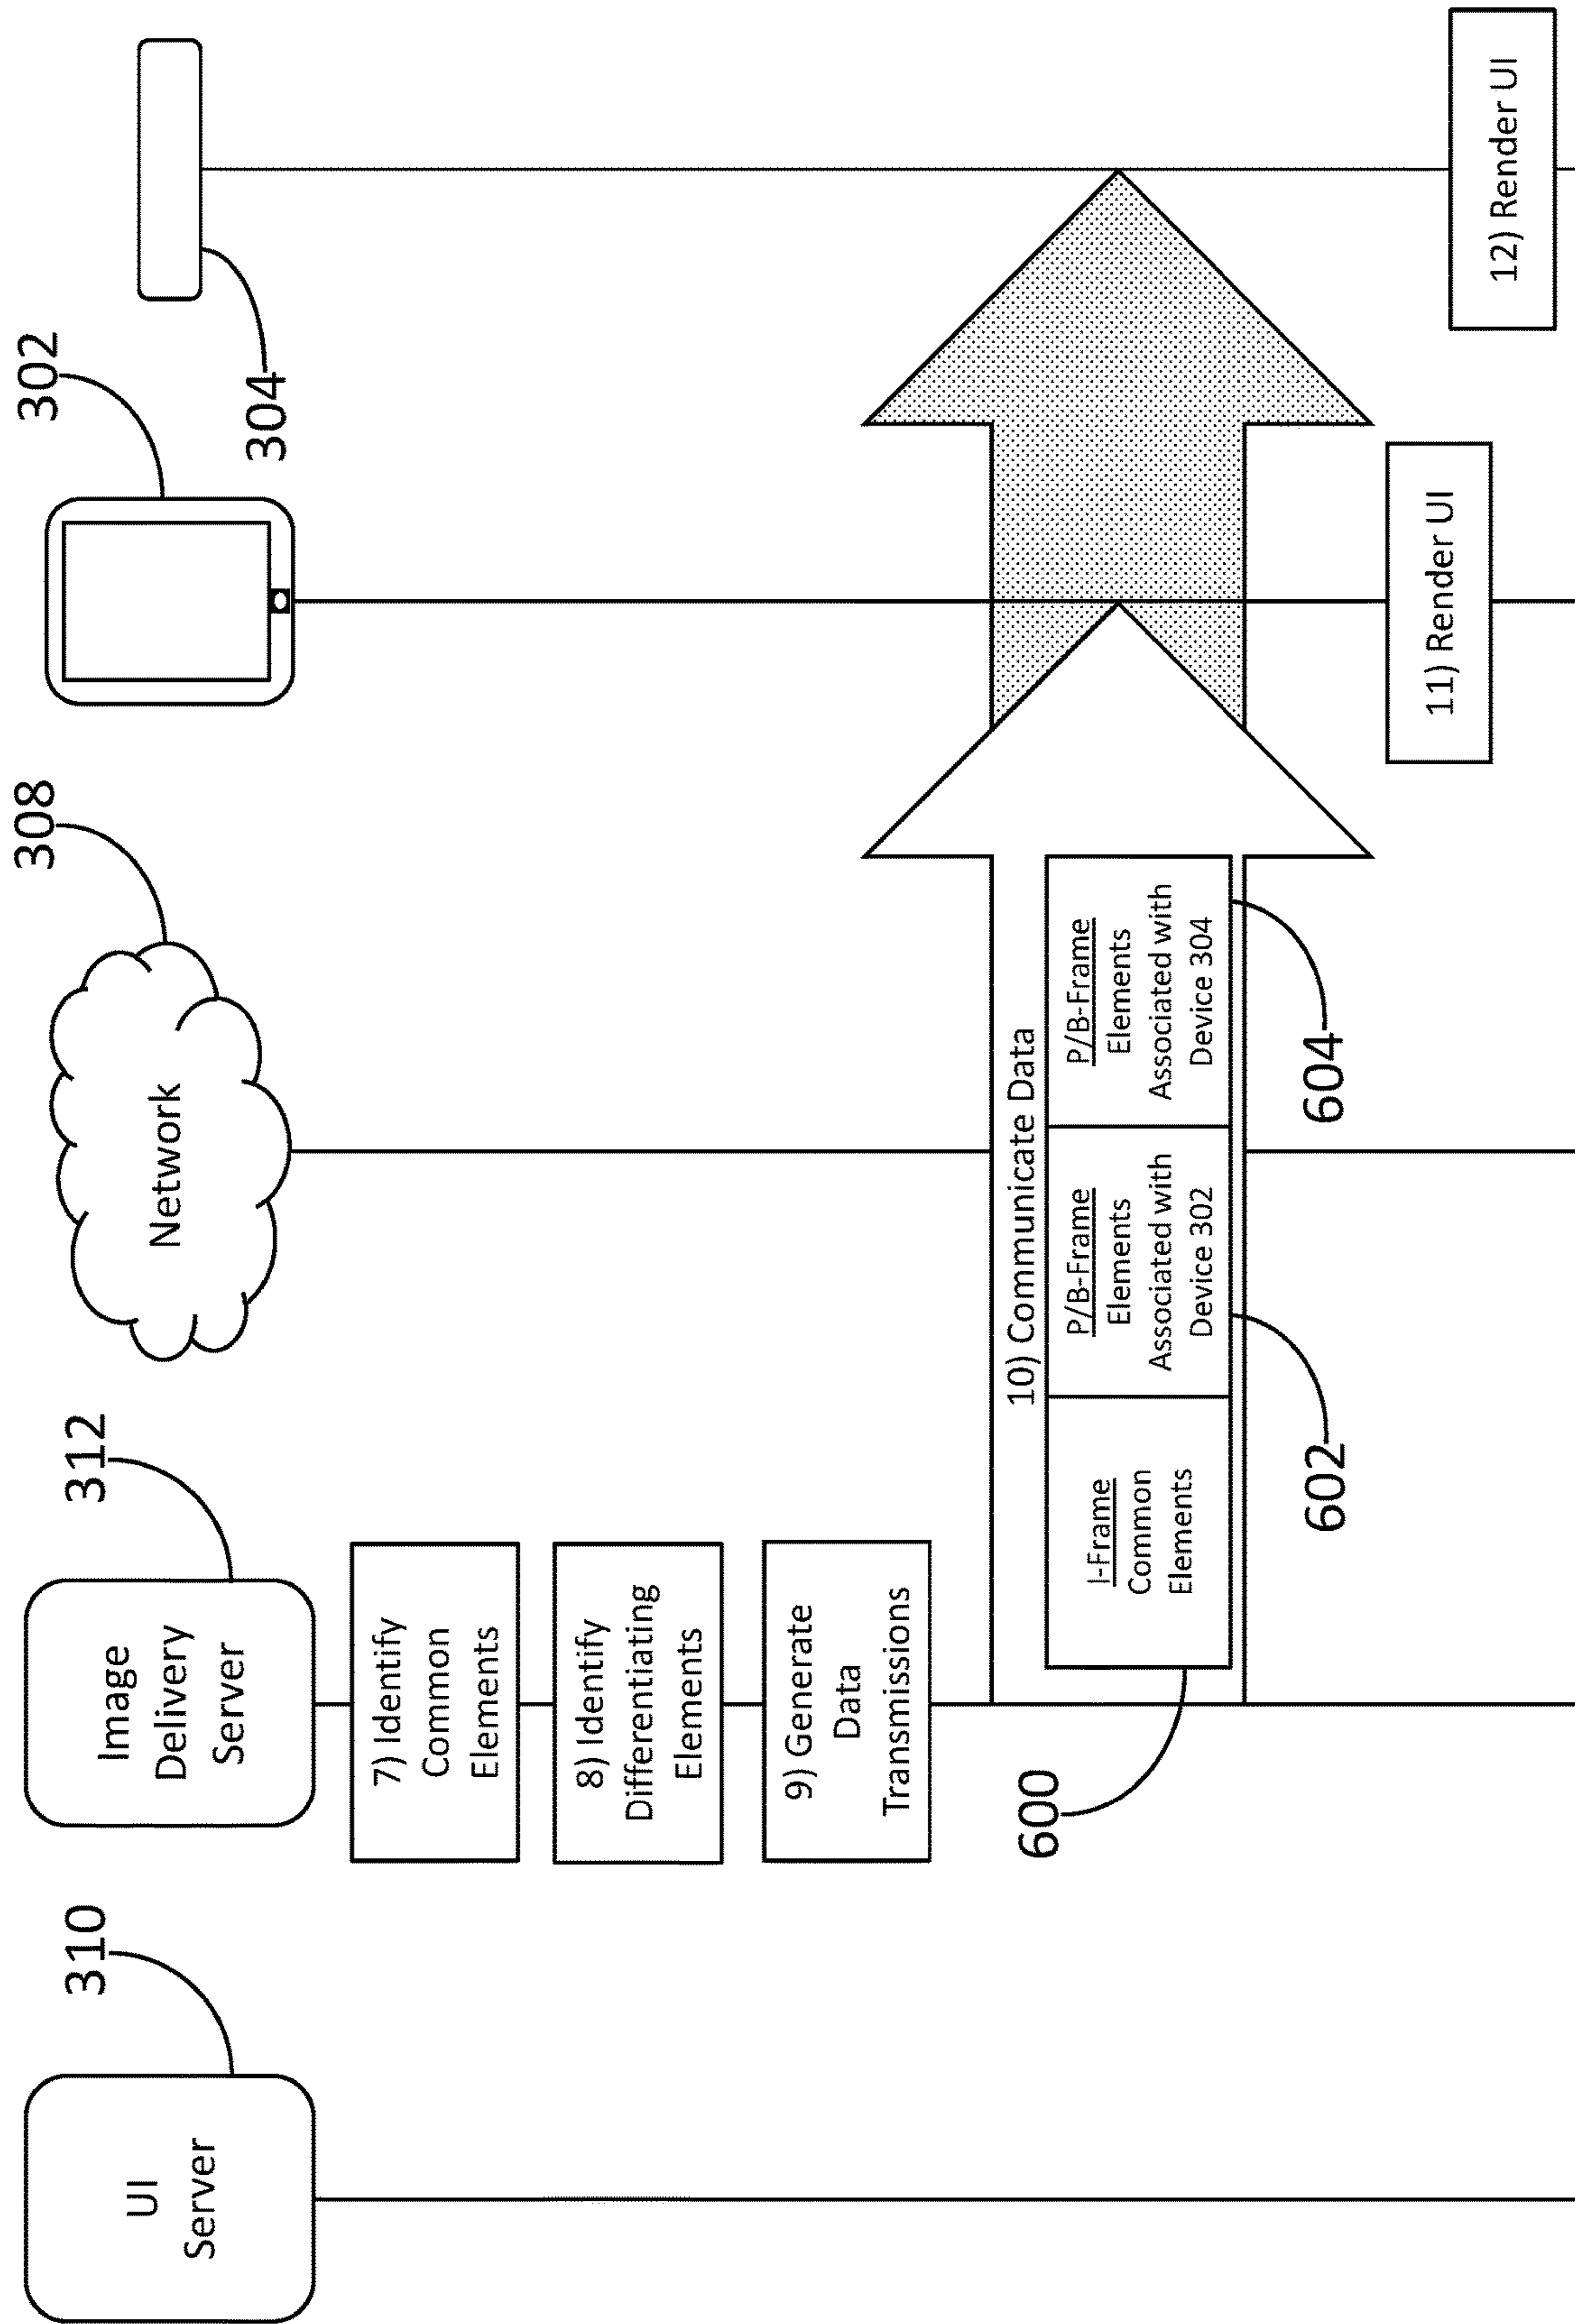 310
312
308
302
304
UI
Server
Image
Delivery
Server
Network
7) Identify
Common
Elements
8) Identify
Differentiating
Elements
9) Generate
Data
Transmissions
10) Communicate Data
I-Frame
Common
Elements
P/B-Frame
Elements
Associated with
Device 302
P/B-Frame
Elements
Associated with
Device 304
600
602
604
11) Render UI
12) Render UI